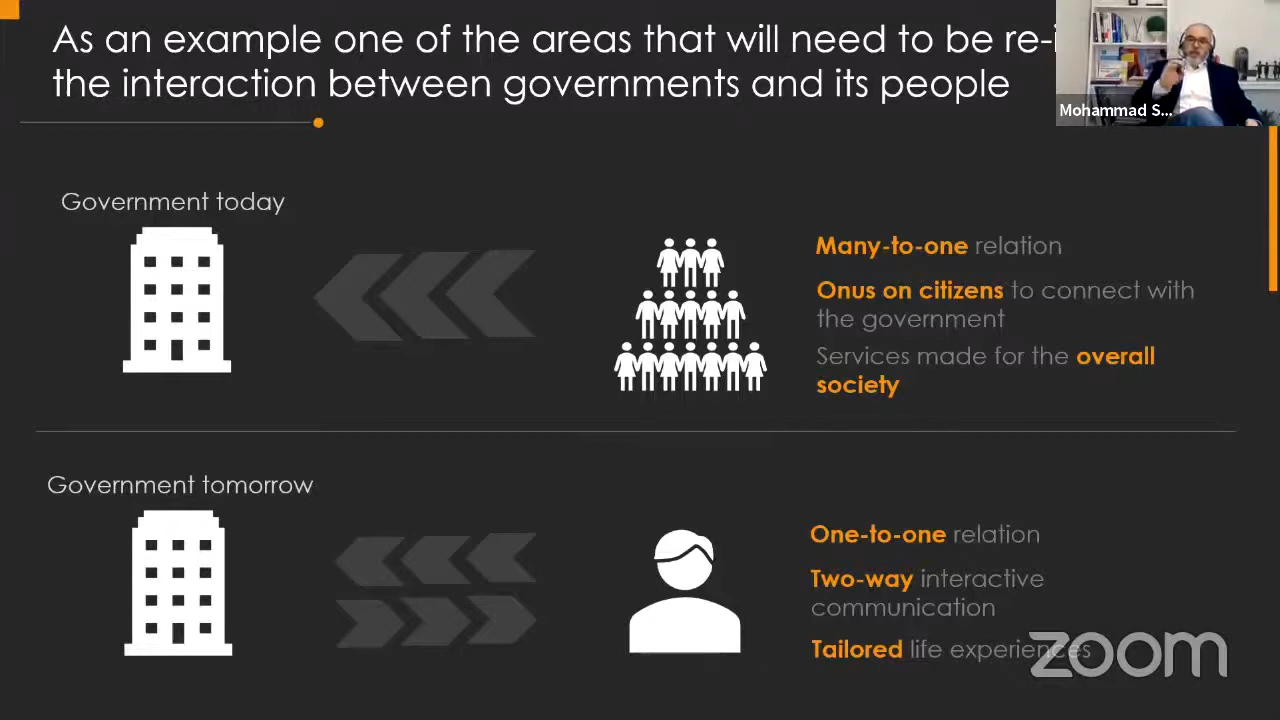 As an example one of the areas that will need to be re-i
the interaction between governments and its people
Mohammad S...
Government today
Many-to-one relation
Onus on citizens to connect with
the government
Services made for the overall
society
Government tomorrow
One-to-one relation
Two-way interactive
communication
Tailored life experiences
zoom